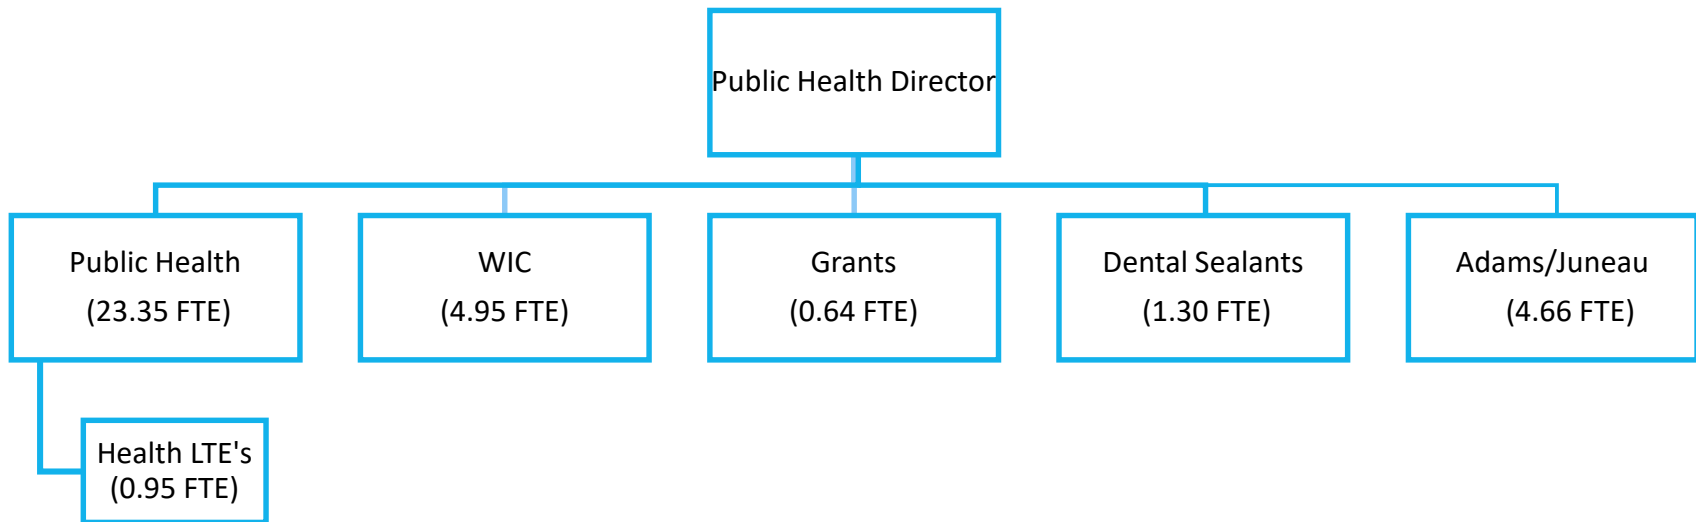 Public Health Director
Public Health
(23.35 FTE)
WIC
(4.95 FTE)
Grants
(0.64 FTE)
Dental Sealants
(1.30 FTE)
Adams/Juneau
(4.66 FTE)
Health LTE's
(0.95 FTE)